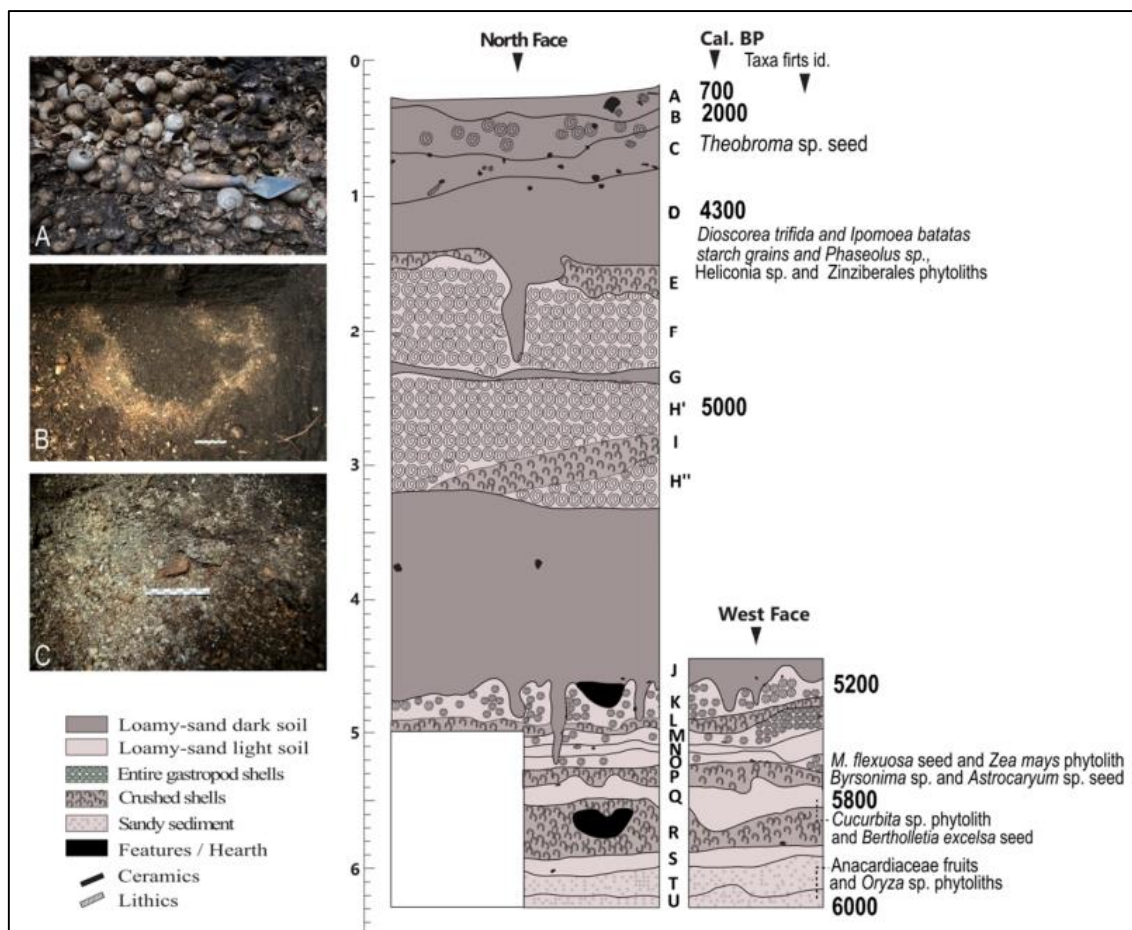 North Face
Cal. BP
Taxa firts id.
0
1
2
3
4
5
6
A
B
C
A
B
C
D
E
F
G
H'
I
H''
J
K
L
M
N
O
P
Q
R
S
T
U
700
2000
Theobroma sp. seed
4300
Dioscorea trifida and Ipomoea batatas
starch grains and Phaseolus sp.,
Heliconia sp. and Zinziberales phytoliths
5000
West Face
5200
M. flexuosa seed and Zea mays phytolith
Byrsonima sp. and Astrocaryum sp. seed
5800
Cucurbita sp. phytolith
and Bertholletia excelsa seed
Anacardiaceae fruits
and Oryza sp. phytoliths
6000
Loamy-sand dark soil
Loamy-sand light soil
Entire gastropod shells
Crushed shells
Sandy sediment
Features / Hearth
Ceramics
Lithics